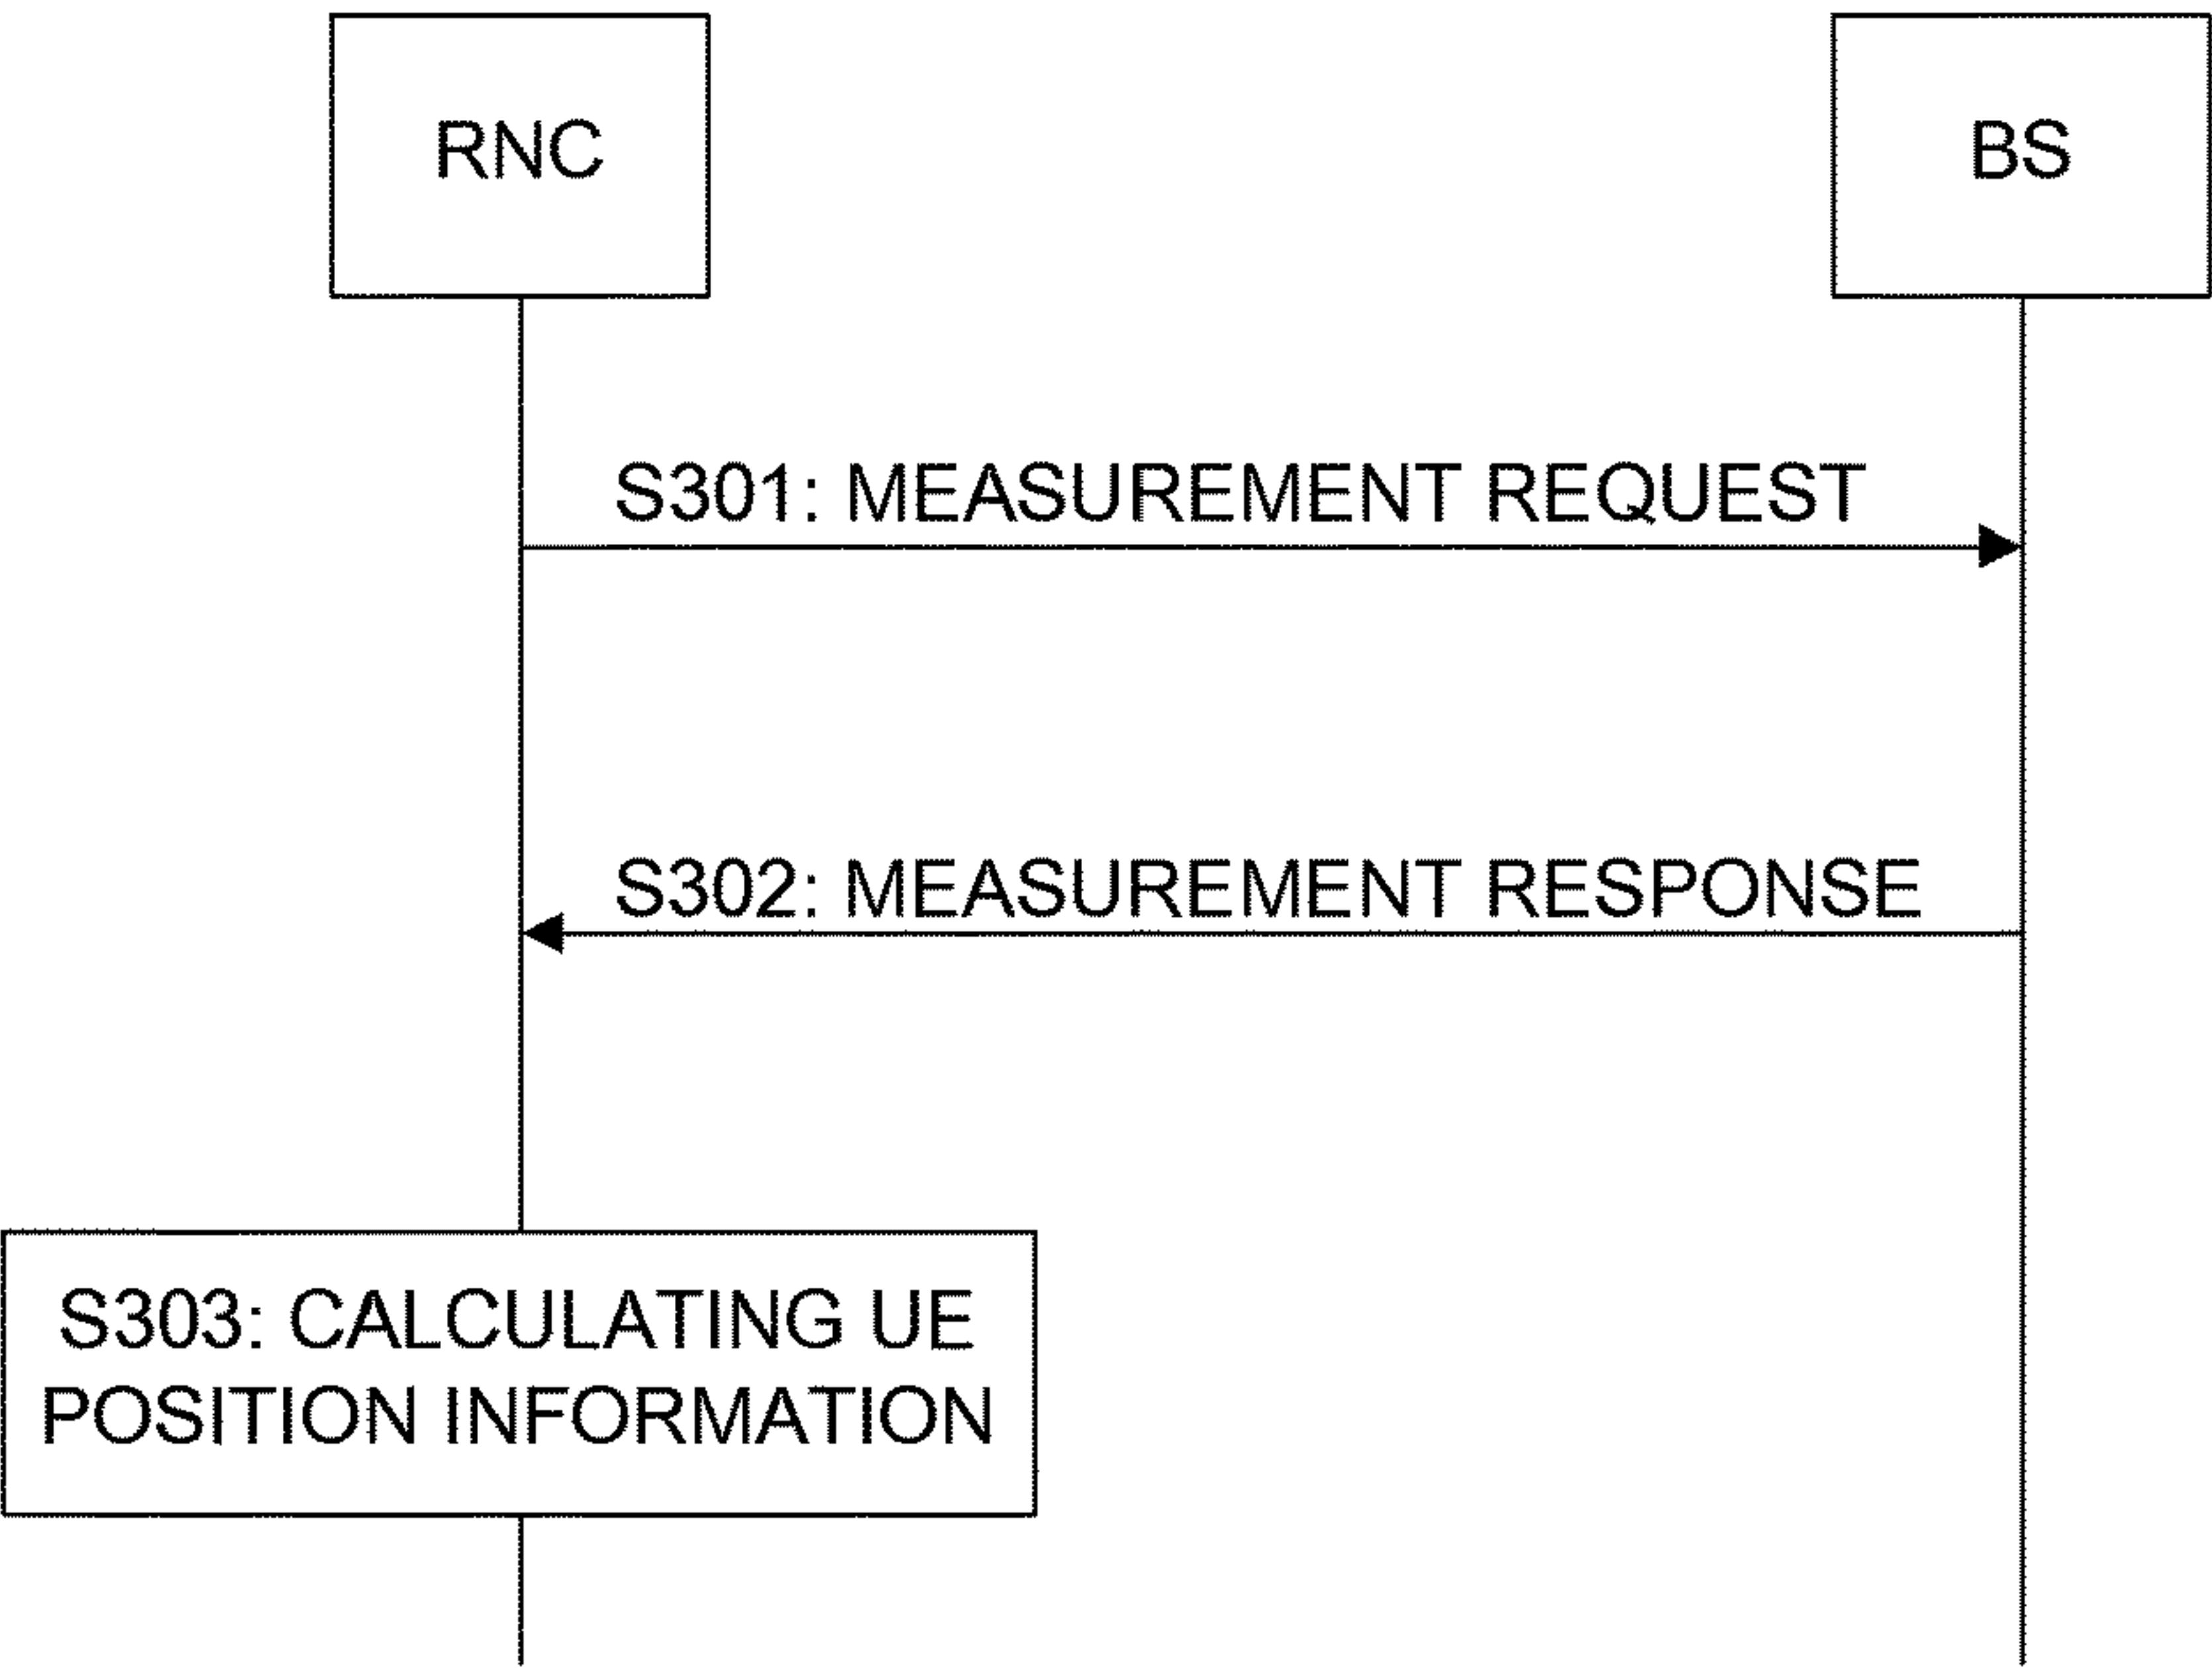 RNC
BS
S301: MEASUREMENT REQUEST
S302: MEASUREMENT RESPONSE
S303: CALCULATING UE
POSITION INFORMATION